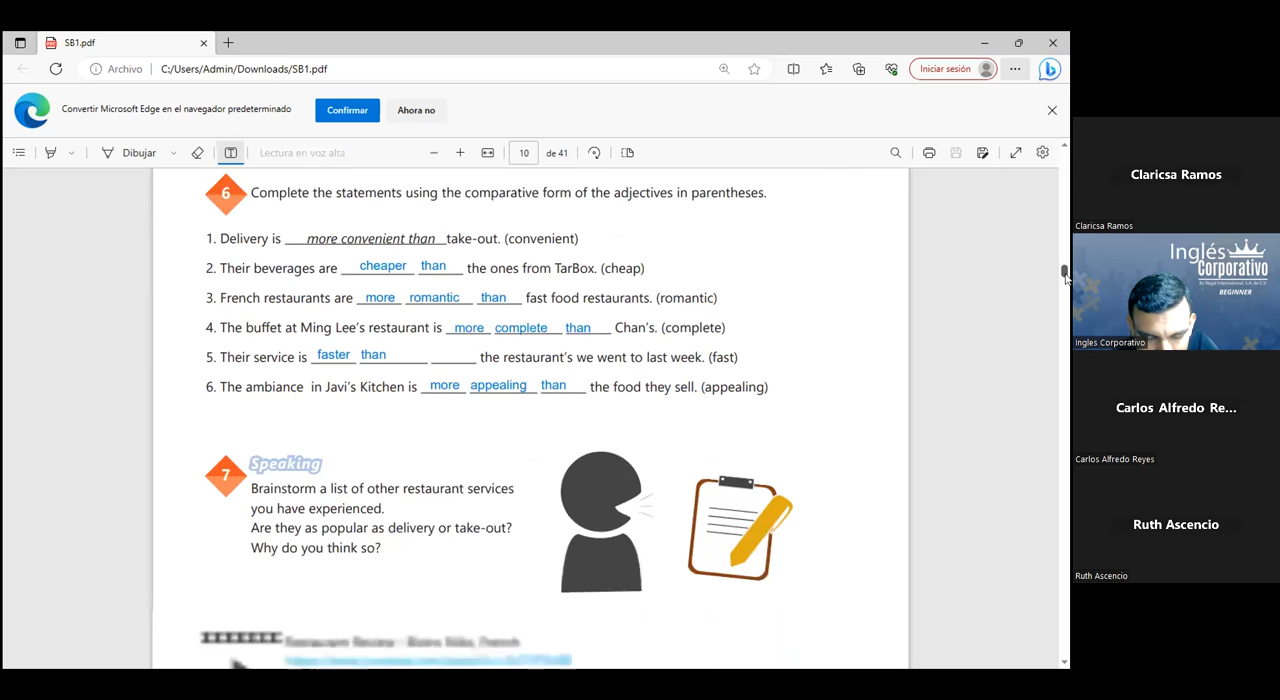 SB1.pdf
Archivo C:/Users/Admin/Downloads/SB1.pdf
Iniciar sesión
Convertir Microsoft Edge en el navegador predeterminado Confirmar Ahora no
Dibujar Lectura en voz alta 10 de 41
6 Complete the statements using the comparative form of the adjectives in parentheses.
1. Delivery is ___more convenient than_take-out. (convenient)
2. Their beverages are cheaper than the ones from TarBox. (cheap)
3. French restaurants are more romantic than fast food restaurants. (romantic)
4. The buffet at Ming Lee's restaurant is more complete than Chan's. (complete)
5. Their service is faster than ______ the restaurant's we went to last week. (fast)
6. The ambiance in Javi's Kitchen is more appealing than the food they sell. (appealing)
7 Speaking
Brainstorm a list of other restaurant services
you have experienced.
Are they as popular as delivery or take-out?
Why do you think so?
Claricsa Ramos
Claricsa Ramos
Inglés
Corporativo
BEGINNER
Ingles Corporativo
Carlos Alfredo Re...
Carlos Alfredo Reyes
Ruth Ascencio
Ruth Ascencio